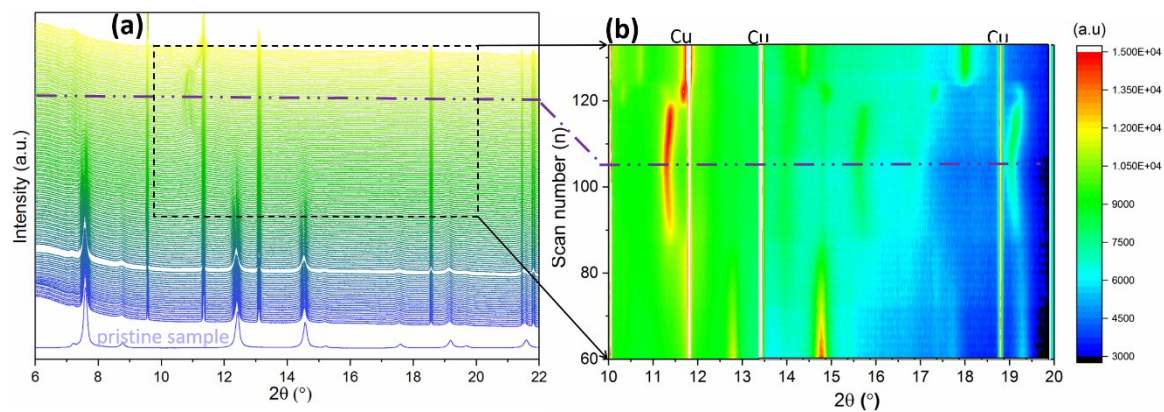 (a)
Intensity (a.u.)
pristine sample
6 8 10 12 14 16 18 20 22
2θ (°)
(b)
Cu Cu Cu
Scan number (n)
120
100
80
60
10 11 12 13 14 15 16 17 18 19 20
2θ (°)
(a.u)
1.500E+04
1.350E+04
1.200E+04
1.050E+04
9000
7500
6000
4500
3000